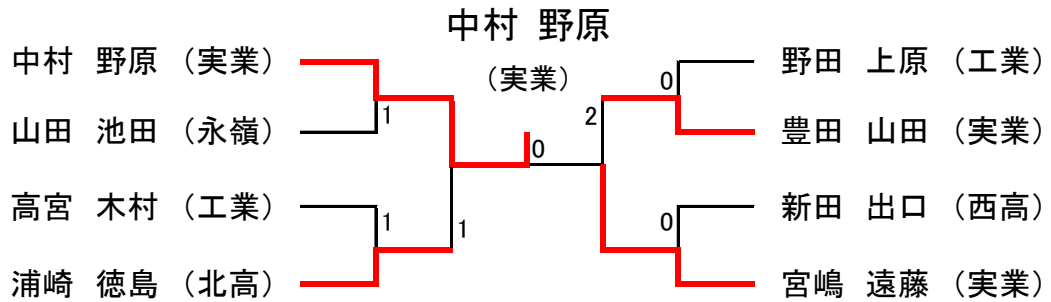 中村 野原
(実業)
中村 野原 (実業)
山田 池田 (永嶺)
高宮 木村 (工業)
浦崎 徳島 (北高)
1
1
1
0
2
0
0
野田 上原 (工業)
豊田 山田 (実業)
新田 出口 (西高)
宮嶋 遠藤 (実業)